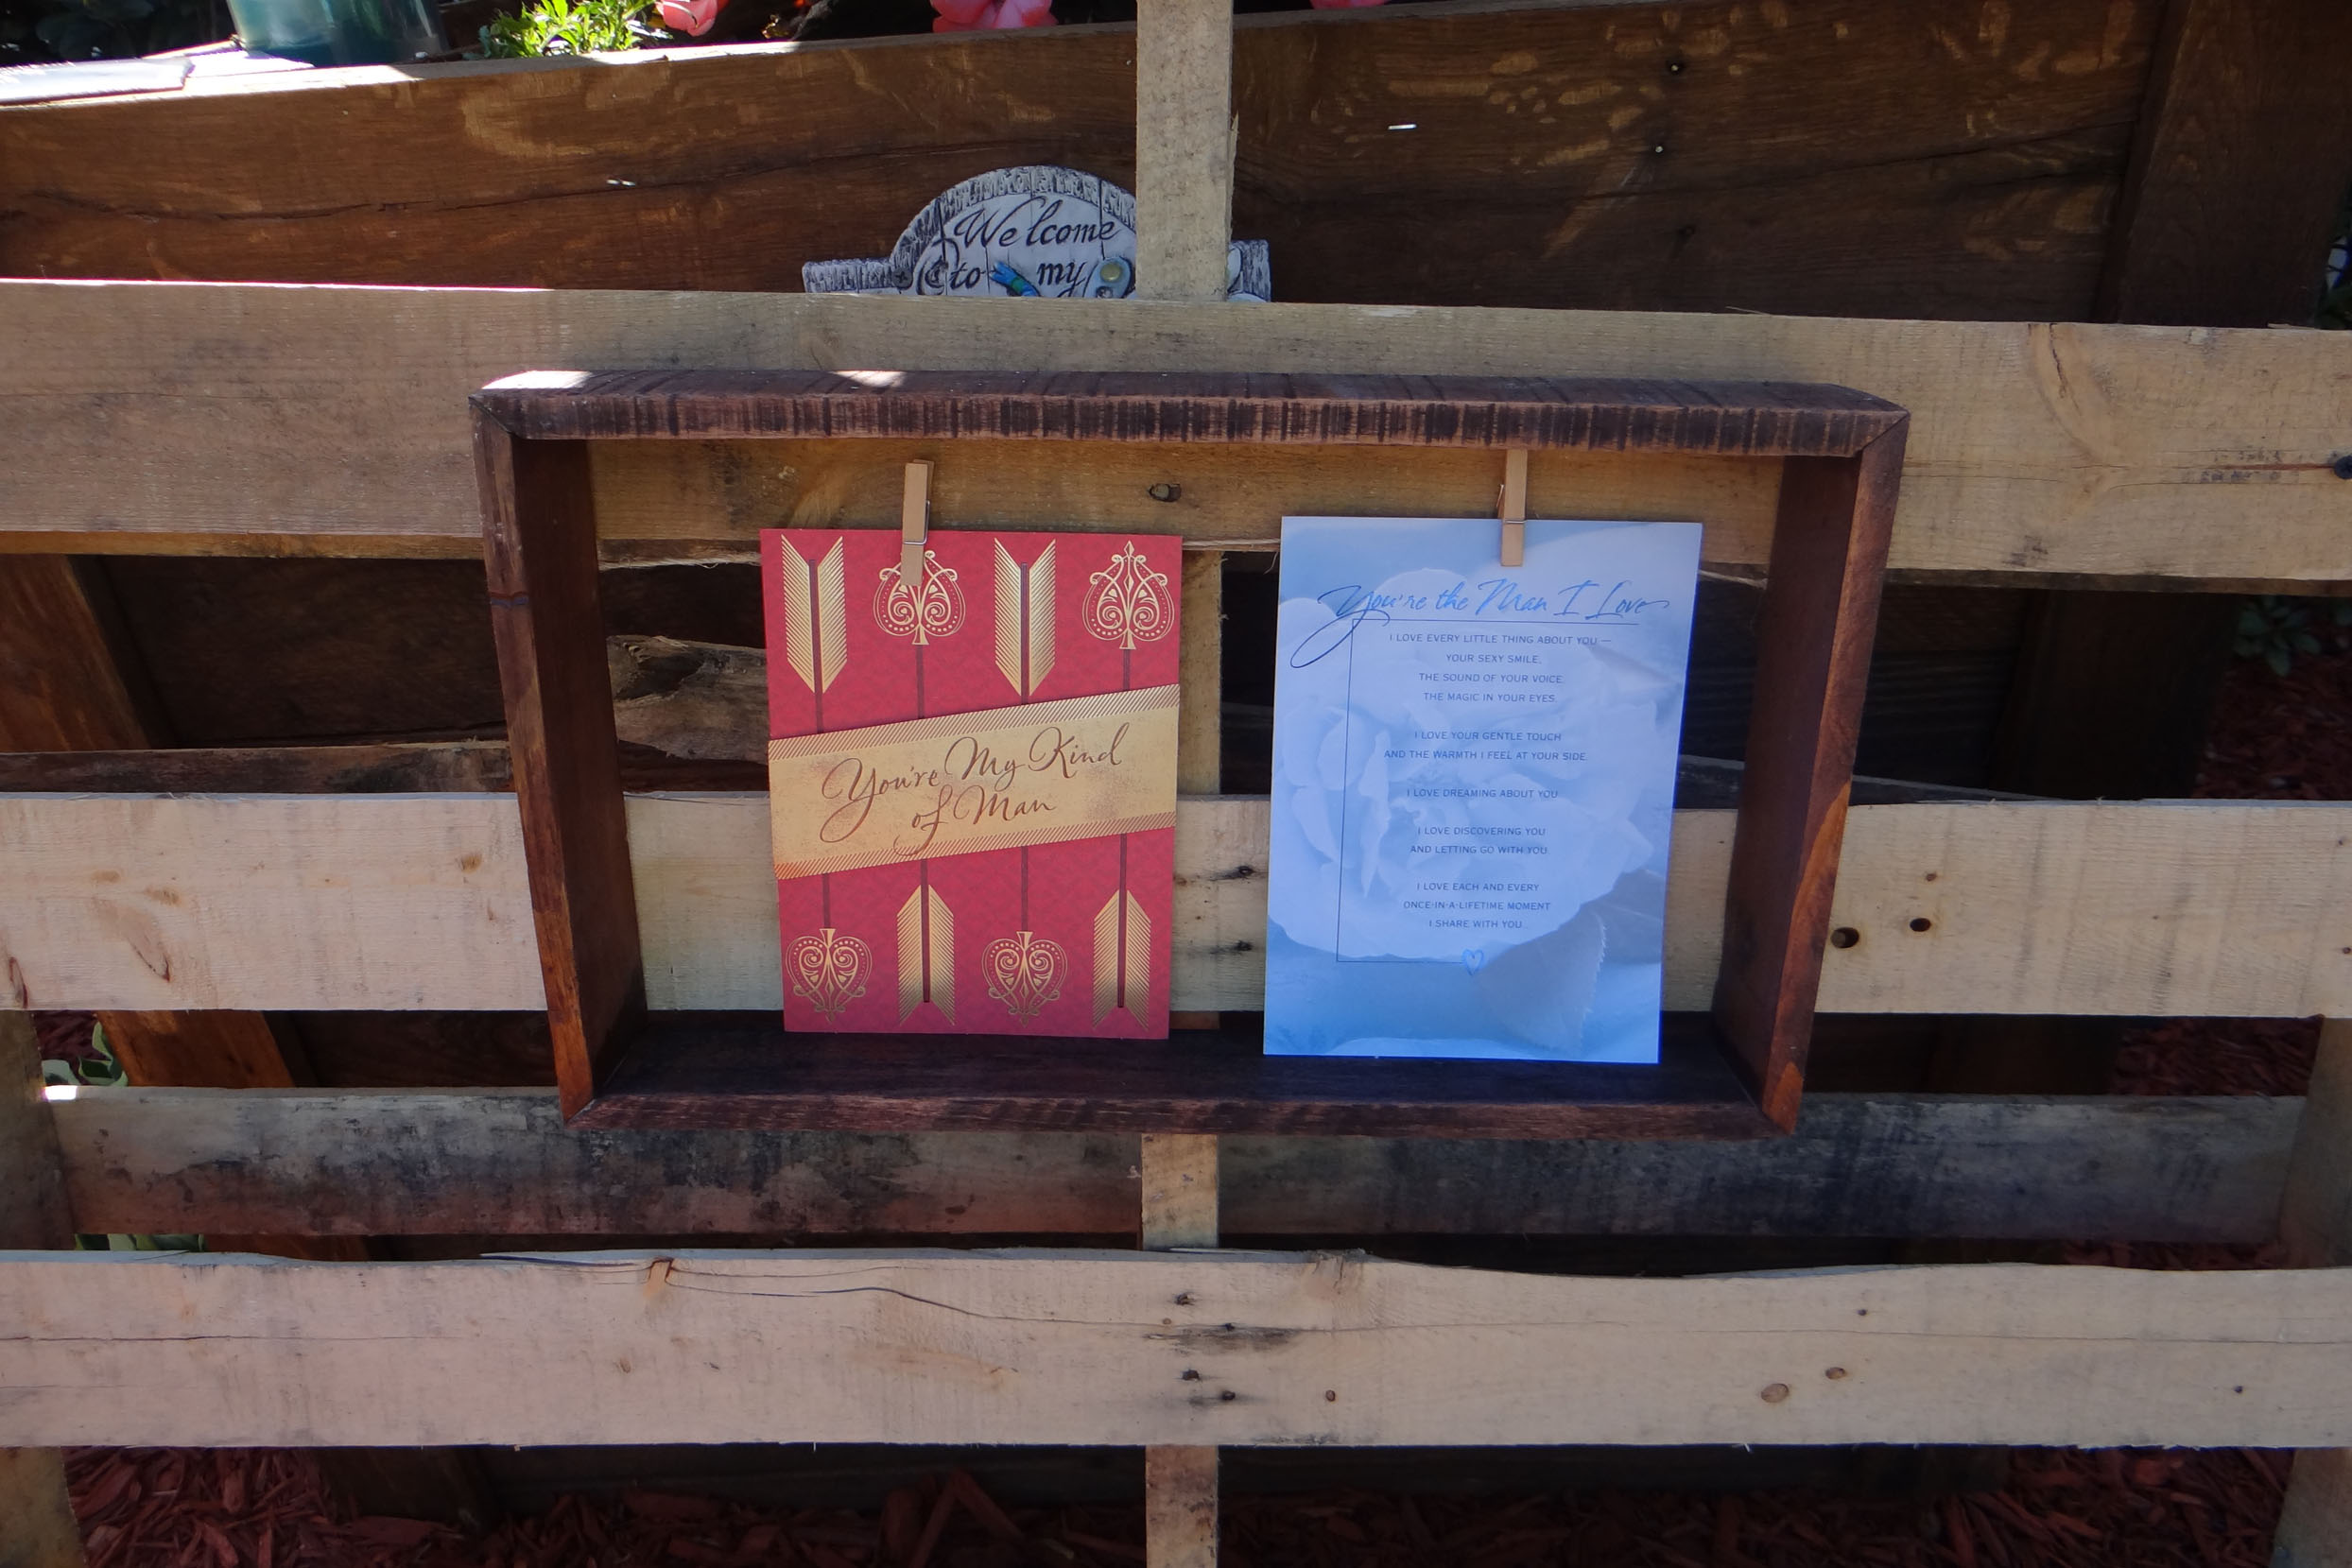 Welcome
to my
You're My Kind
of Man
You're the Man I Love
I LOVE EVERY LITTLE THING ABOUT YOU —
YOUR SEXY SMILE,
THE SOUND OF YOUR VOICE,
THE MAGIC IN YOUR EYES.
I LOVE YOUR GENTLE TOUCH
AND THE WARMTH I FEEL AT YOUR SIDE.
I LOVE DREAMING ABOUT YOU.
I LOVE DISCOVERING YOU
AND LETTING GO WITH YOU.
I LOVE EACH AND EVERY
ONCE-IN-A-LIFETIME MOMENT
I SHARE WITH YOU...